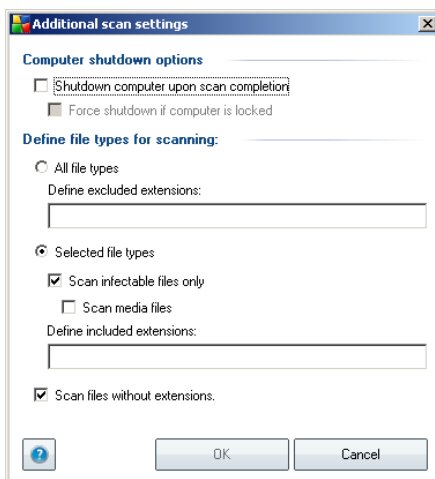 Additional scan settings
Computer shutdown options
Shutdown computer upon scan completion
Force shutdown if computer is locked
Define file types for scanning:
All file types
Define excluded extensions:
Selected file types
Scan infectable files only
Scan media files
Define included extensions:
Scan files without extensions.
OK Cancel